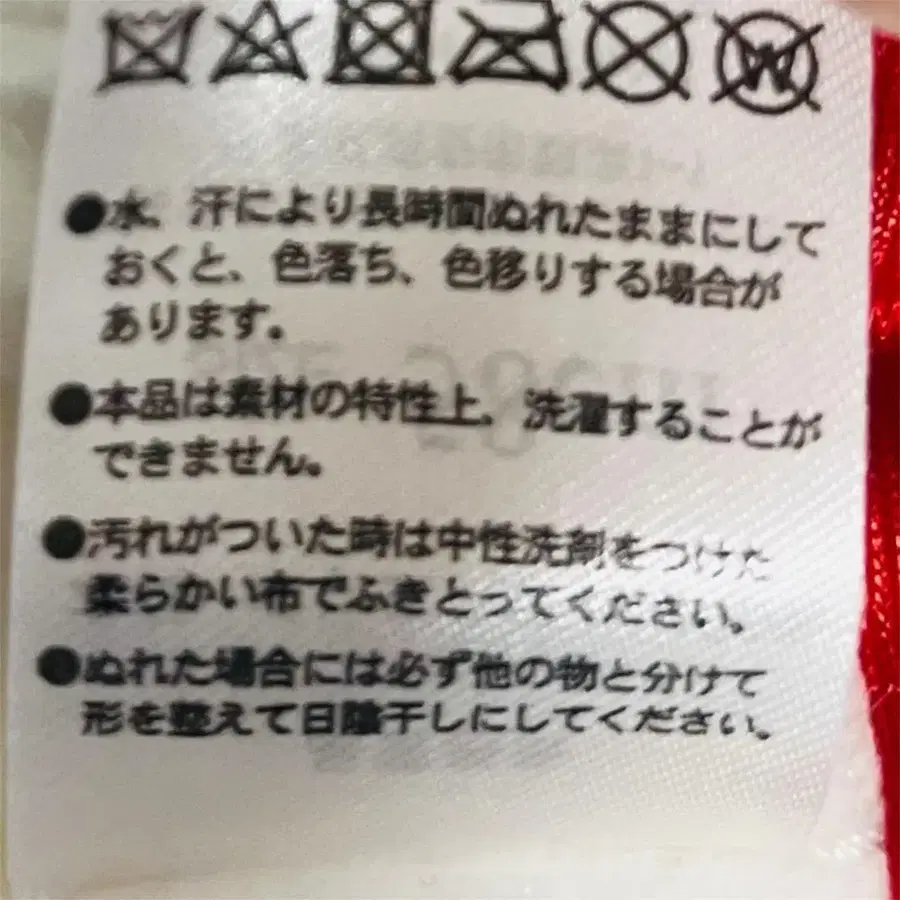 ●水、汗により長時間ぬれたままにして
おくと、色落ち、色移りする場合が
あります。
●本品は素材の特性上、洗濯することが
できません。
●汚れがついた時は中性洗剤をつけた
柔らかい布でふきとってください。
●ぬれた場合には必ず他の物と分けて
形を整えて日陰干しにしてください。